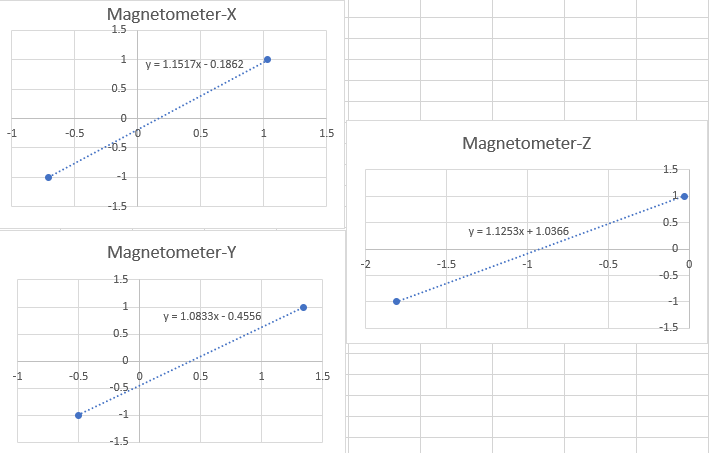 Magnetometer-X
1.5
y = 1.1517x - 0.1862
1
0.5
0
-1 -0.5 0 0.5 1 1.5
-0.5
-1
-1.5
Magnetometer-Y
1.5
1
y = 1.0833x - 0.4556
0.5
0
-1 -0.5 0 0.5 1 1.5
-0.5
-1
-1.5
Magnetometer-Z
1.5
1
0.5
y = 1.1253x + 1.0366
0
-2 -1.5 -1 -0.5 0
-0.5
-1
-1.5